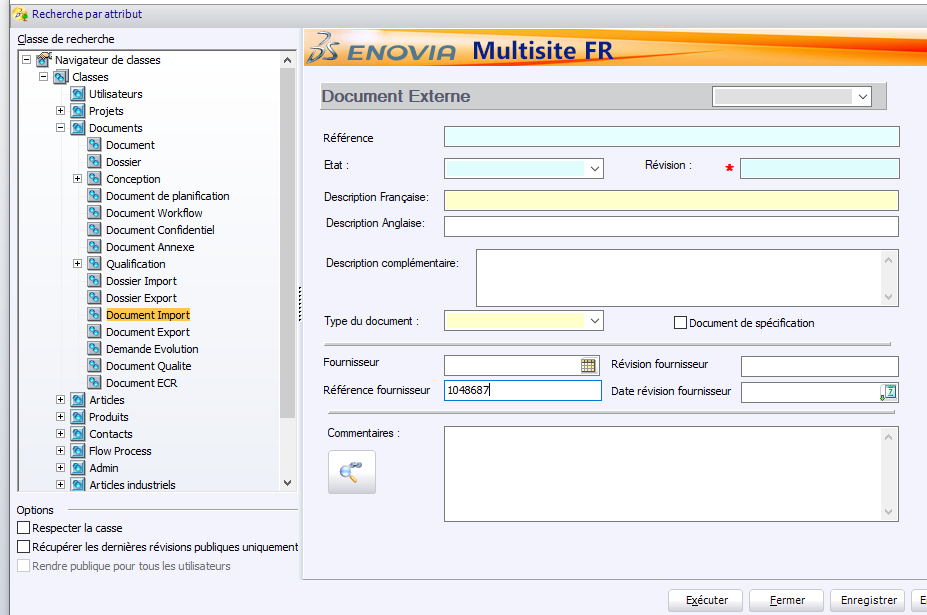 Recherche par attribut
Classe de recherche
Navigateur de classes
Classes
Utilisateurs
Projets
Documents
Document
Dossier
Conception
Document de planification
Document Workflow
Document Confidentiel
Document Annexe
Qualification
Dossier Import
Dossier Export
Document Import
Document Export
Demande Evolution
Document Qualite
Document ECR
Articles
Produits
Contacts
Flow Process
Admin
Articles industriels
Options
Respecter la casse
Récupérer les dernières révisions publiques uniquement
Rendre publique pour tous les utilisateurs
ENOVIA Multisite FR
Document Externe
Référence
Etat :
Révision : *
Description Française:
Description Anglaise:
Description complémentaire:
Type du document :
Document de spécification
Fournisseur
Révision fournisseur
Référence fournisseur 1048687
Date révision fournisseur
Commentaires :
Exécuter Fermer Enregistrer